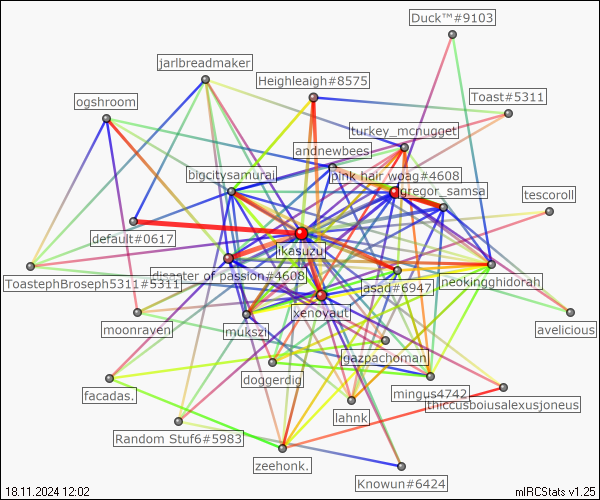 Duck™#9103
jarlbreadmaker
Heighleigh#8575
Toast#5311
ogshroom
turkey_mcnugget
andnewbees
bigcitysamurai
pink hair woag#4608
gregor_samsa
tescoroll
default#0617
ikasuzu
ToastephBroseph5311#5311
disaster of passion#4608
asad#6947
neokingghidorah
xenoyaut
moonraven
mukszi
avelicious
gazpachoman
doggerdig
mingus4742
facadas.
thiccusboiusalexusjoneus
lahnk
Random Stuf6#5983
zeehonk.
Knowun#6424
18.11.2024 12:02
mIRCStats v1.25